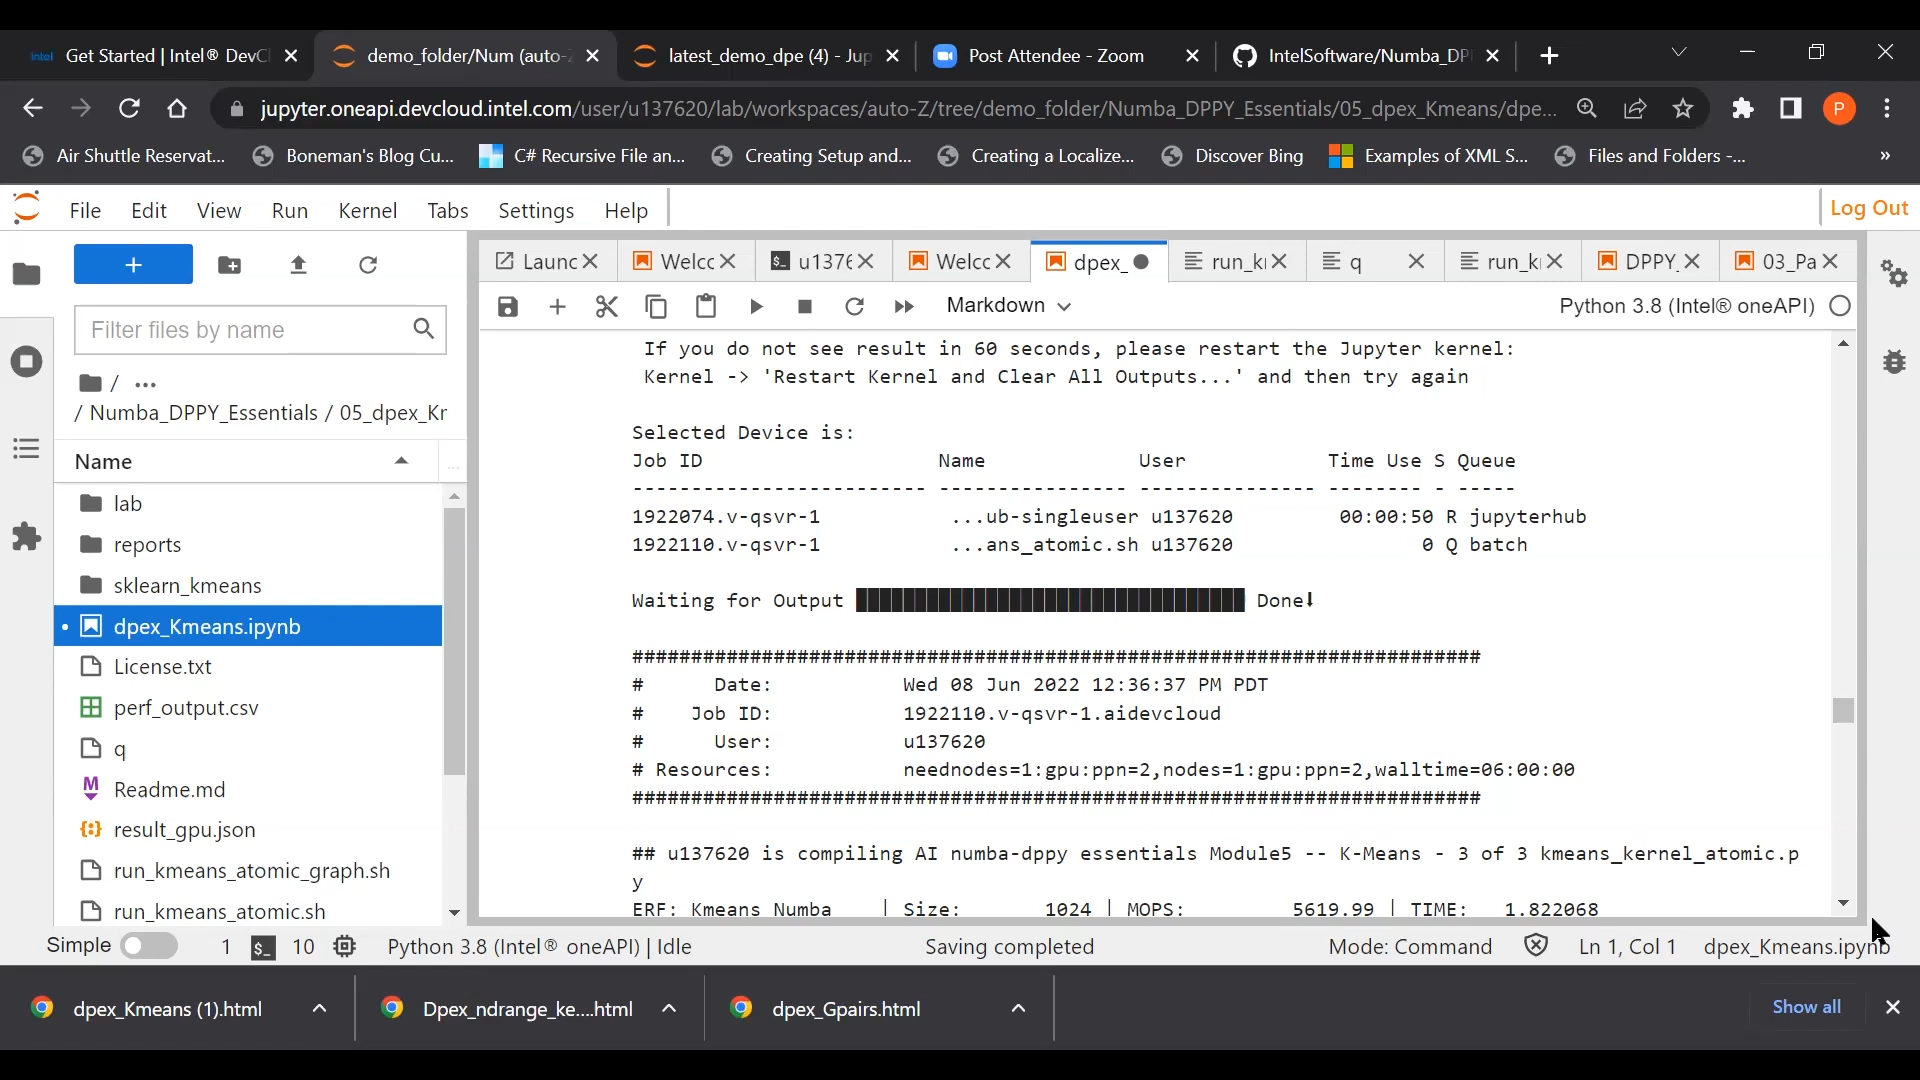 intel Get Started | Intel® DevCl
demo_folder/Num (auto-Z
latest_demo_dpe (4) - Jup
Post Attendee - Zoom
IntelSoftware/Numba_DP
jupyter.oneapi.devcloud.intel.com/user/u137620/lab/workspaces/auto-Z/tree/demo_folder/Numba_DPPY_Essentials/05_dpex_Kmeans/dpe... P
Air Shuttle Reservat... Boneman's Blog Cu... C# Recursive File an... Creating Setup and... Creating a Localize... Discover Bing Examples of XML S... Files and Folders -... »
File Edit View Run Kernel Tabs Settings Help Log Out
Launc Welcc u137 Welcc dpex_ run_k q run_k DPPY_ 03_Pa
Markdown Python 3.8 (Intel® oneAPI)
Filter files by name
/ ...
/ Numba_DPPY_Essentials / 05_dpex_Kr
Name ...
lab
reports
sklearn_kmeans
dpex_Kmeans.ipynb
License.txt
perf_output.csv
q
Readme.md
result_gpu.json
run_kmeans_atomic_graph.sh
run_kmeans_atomic.sh
If you do not see result in 60 seconds, please restart the Jupyter kernel:
Kernel -> 'Restart Kernel and Clear All Outputs...' and then try again
Selected Device is:
Job ID Name User Time Use S Queue
------------------------- ---------------- --------------- -------- - -----
1922074.v-qsvr-1 ...ub-singleuser u137620 00:00:50 R jupyterhub
1922110.v-qsvr-1 ...ans_atomic.sh u137620 0 Q batch
Waiting for Output █████████████████████████████████ Done⬇
########################################################################
# Date: Wed 08 Jun 2022 12:36:37 PM PDT
# Job ID: 1922110.v-qsvr-1.aidevcloud
# User: u137620
# Resources: neednodes=1:gpu:ppn=2,nodes=1:gpu:ppn=2,walltime=06:00:00
########################################################################
## u137620 is compiling AI numba-dppy essentials Module5 -- K-Means - 3 of 3 kmeans_kernel_atomic.p
y
ERF: Kmeans Numba | Size: 1024 | MOPS: 5619.99 | TIME: 1.822068
Simple 1 $_ 10 Python 3.8 (Intel® oneAPI) | Idle Saving completed Mode: Command Ln 1, Col 1 dpex_Kmeans.ipynb
dpex_Kmeans (1).html Dpex_ndrange_ke....html dpex_Gpairs.html Show all